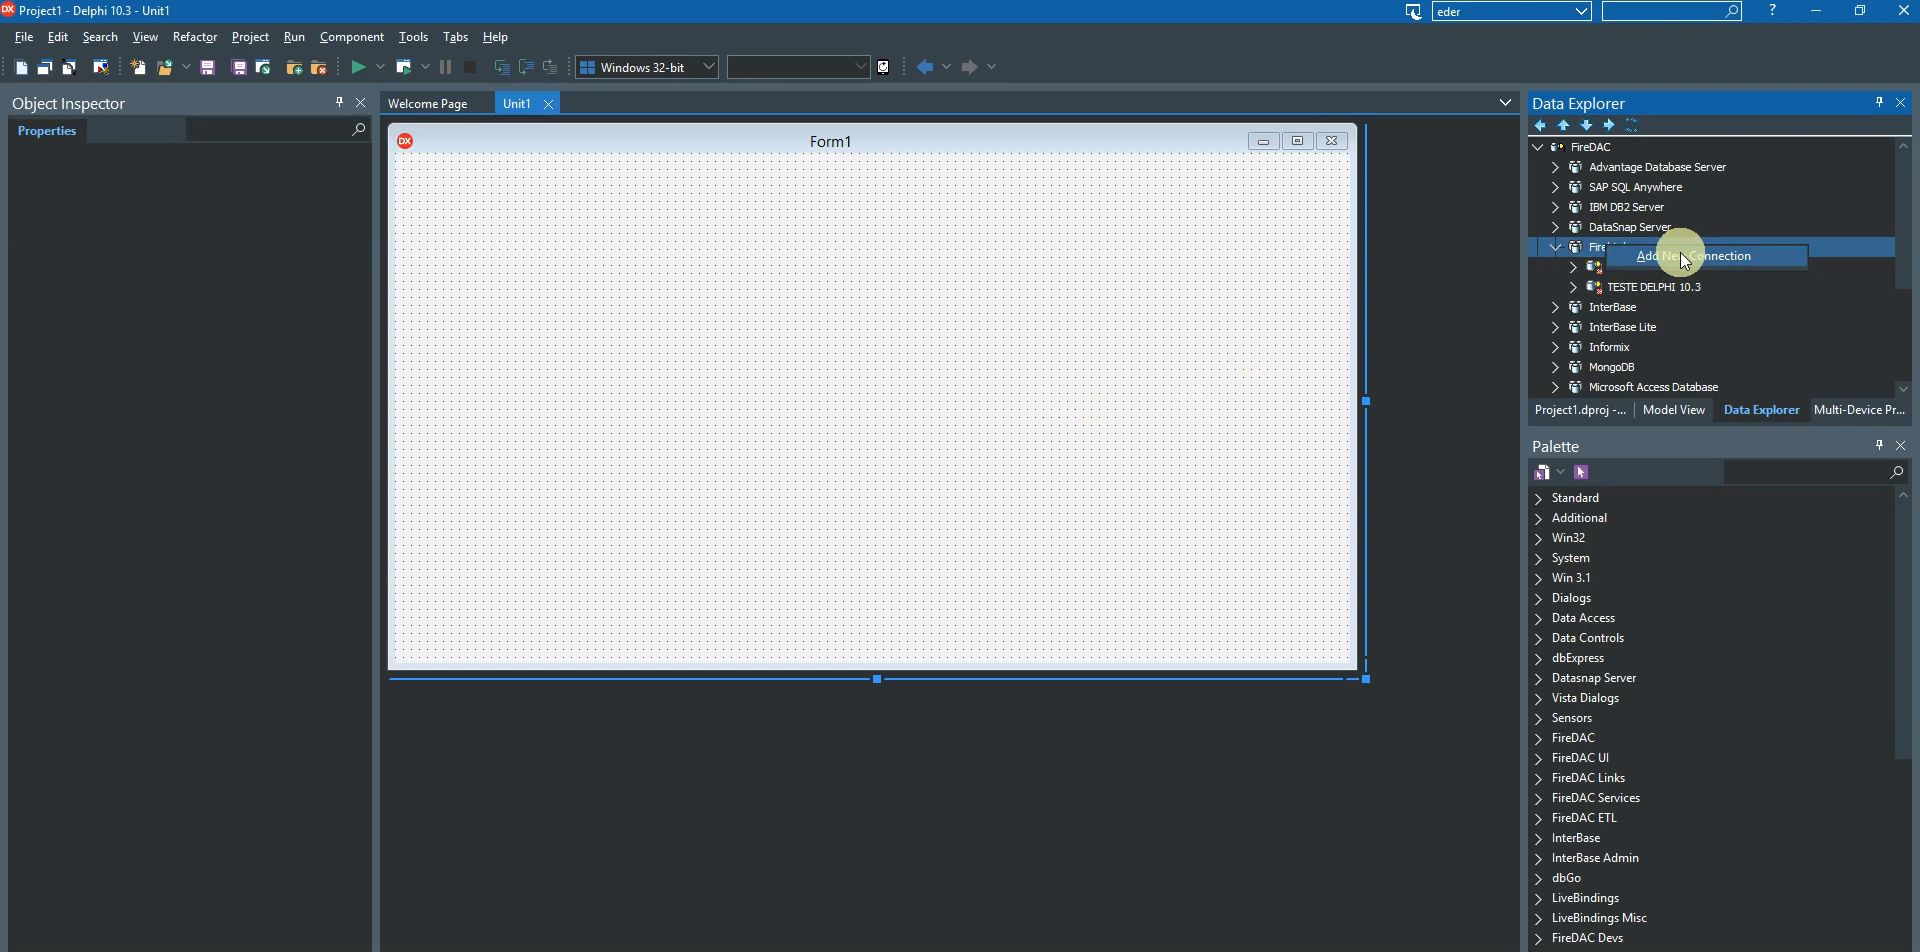 DX Project1 - Delphi 10.3 - Unit1
eder
?
File Edit Search View Refactor Project Run Component Tools Tabs Help
Windows 32-bit
Object Inspector
Properties
Welcome Page
Unit1
DX
Form1
Data Explorer
FireDAC
Advantage Database Server
SAP SQL Anywhere
IBM DB2 Server
DataSnap Server
Add New Connection
TESTE DELPHI 10.3
InterBase
InterBase Lite
Informix
MongoDB
Microsoft Access Database
Project1.dproj -... Model View Data Explorer Multi-Device Pr...
Palette
Standard
Additional
Win32
System
Win 3.1
Dialogs
Data Access
Data Controls
dbExpress
Datasnap Server
Vista Dialogs
Sensors
FireDAC
FireDAC UI
FireDAC Links
FireDAC Services
FireDAC ETL
InterBase
InterBase Admin
dbGo
LiveBindings
LiveBindings Misc
FireDAC Devs